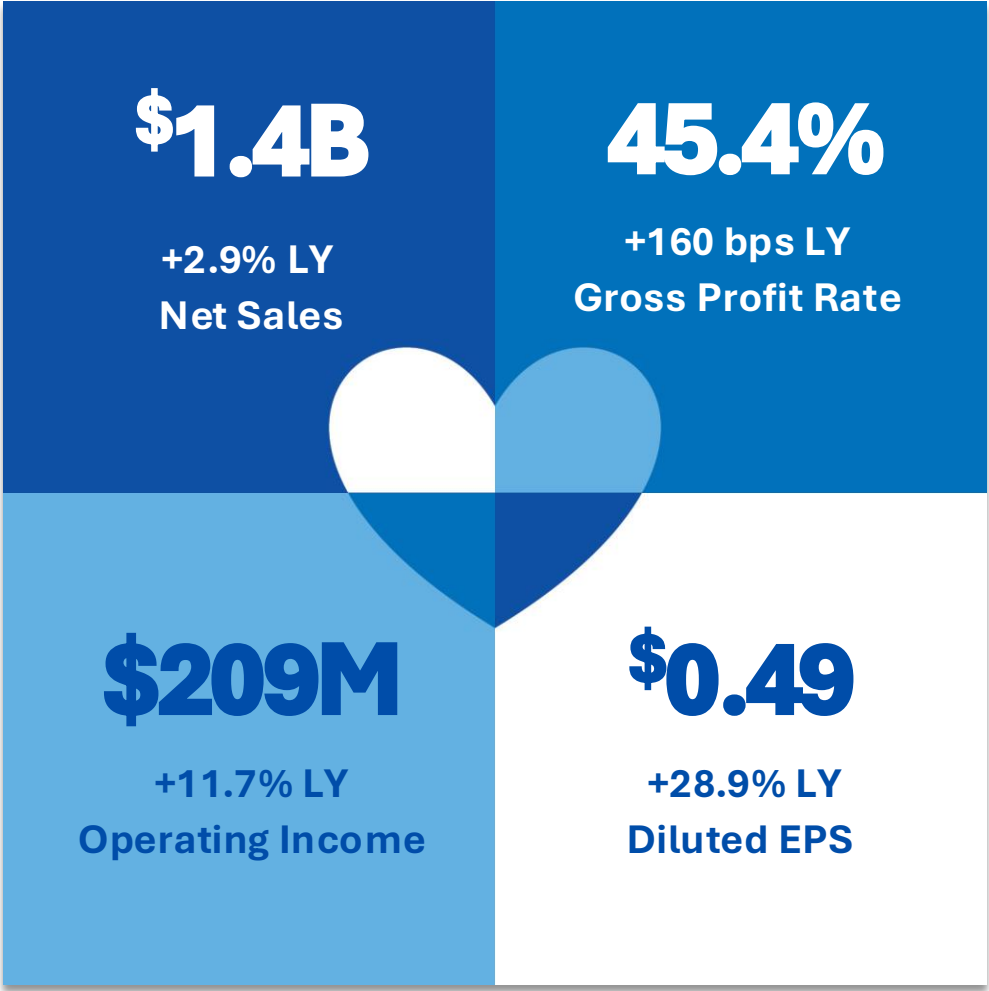 $1.4B
+2.9% LY
Net Sales
45.4%
+160 bps LY
Gross Profit Rate
$209M
+11.7% LY
Operating Income
$0.49
+28.9% LY
Diluted EPS